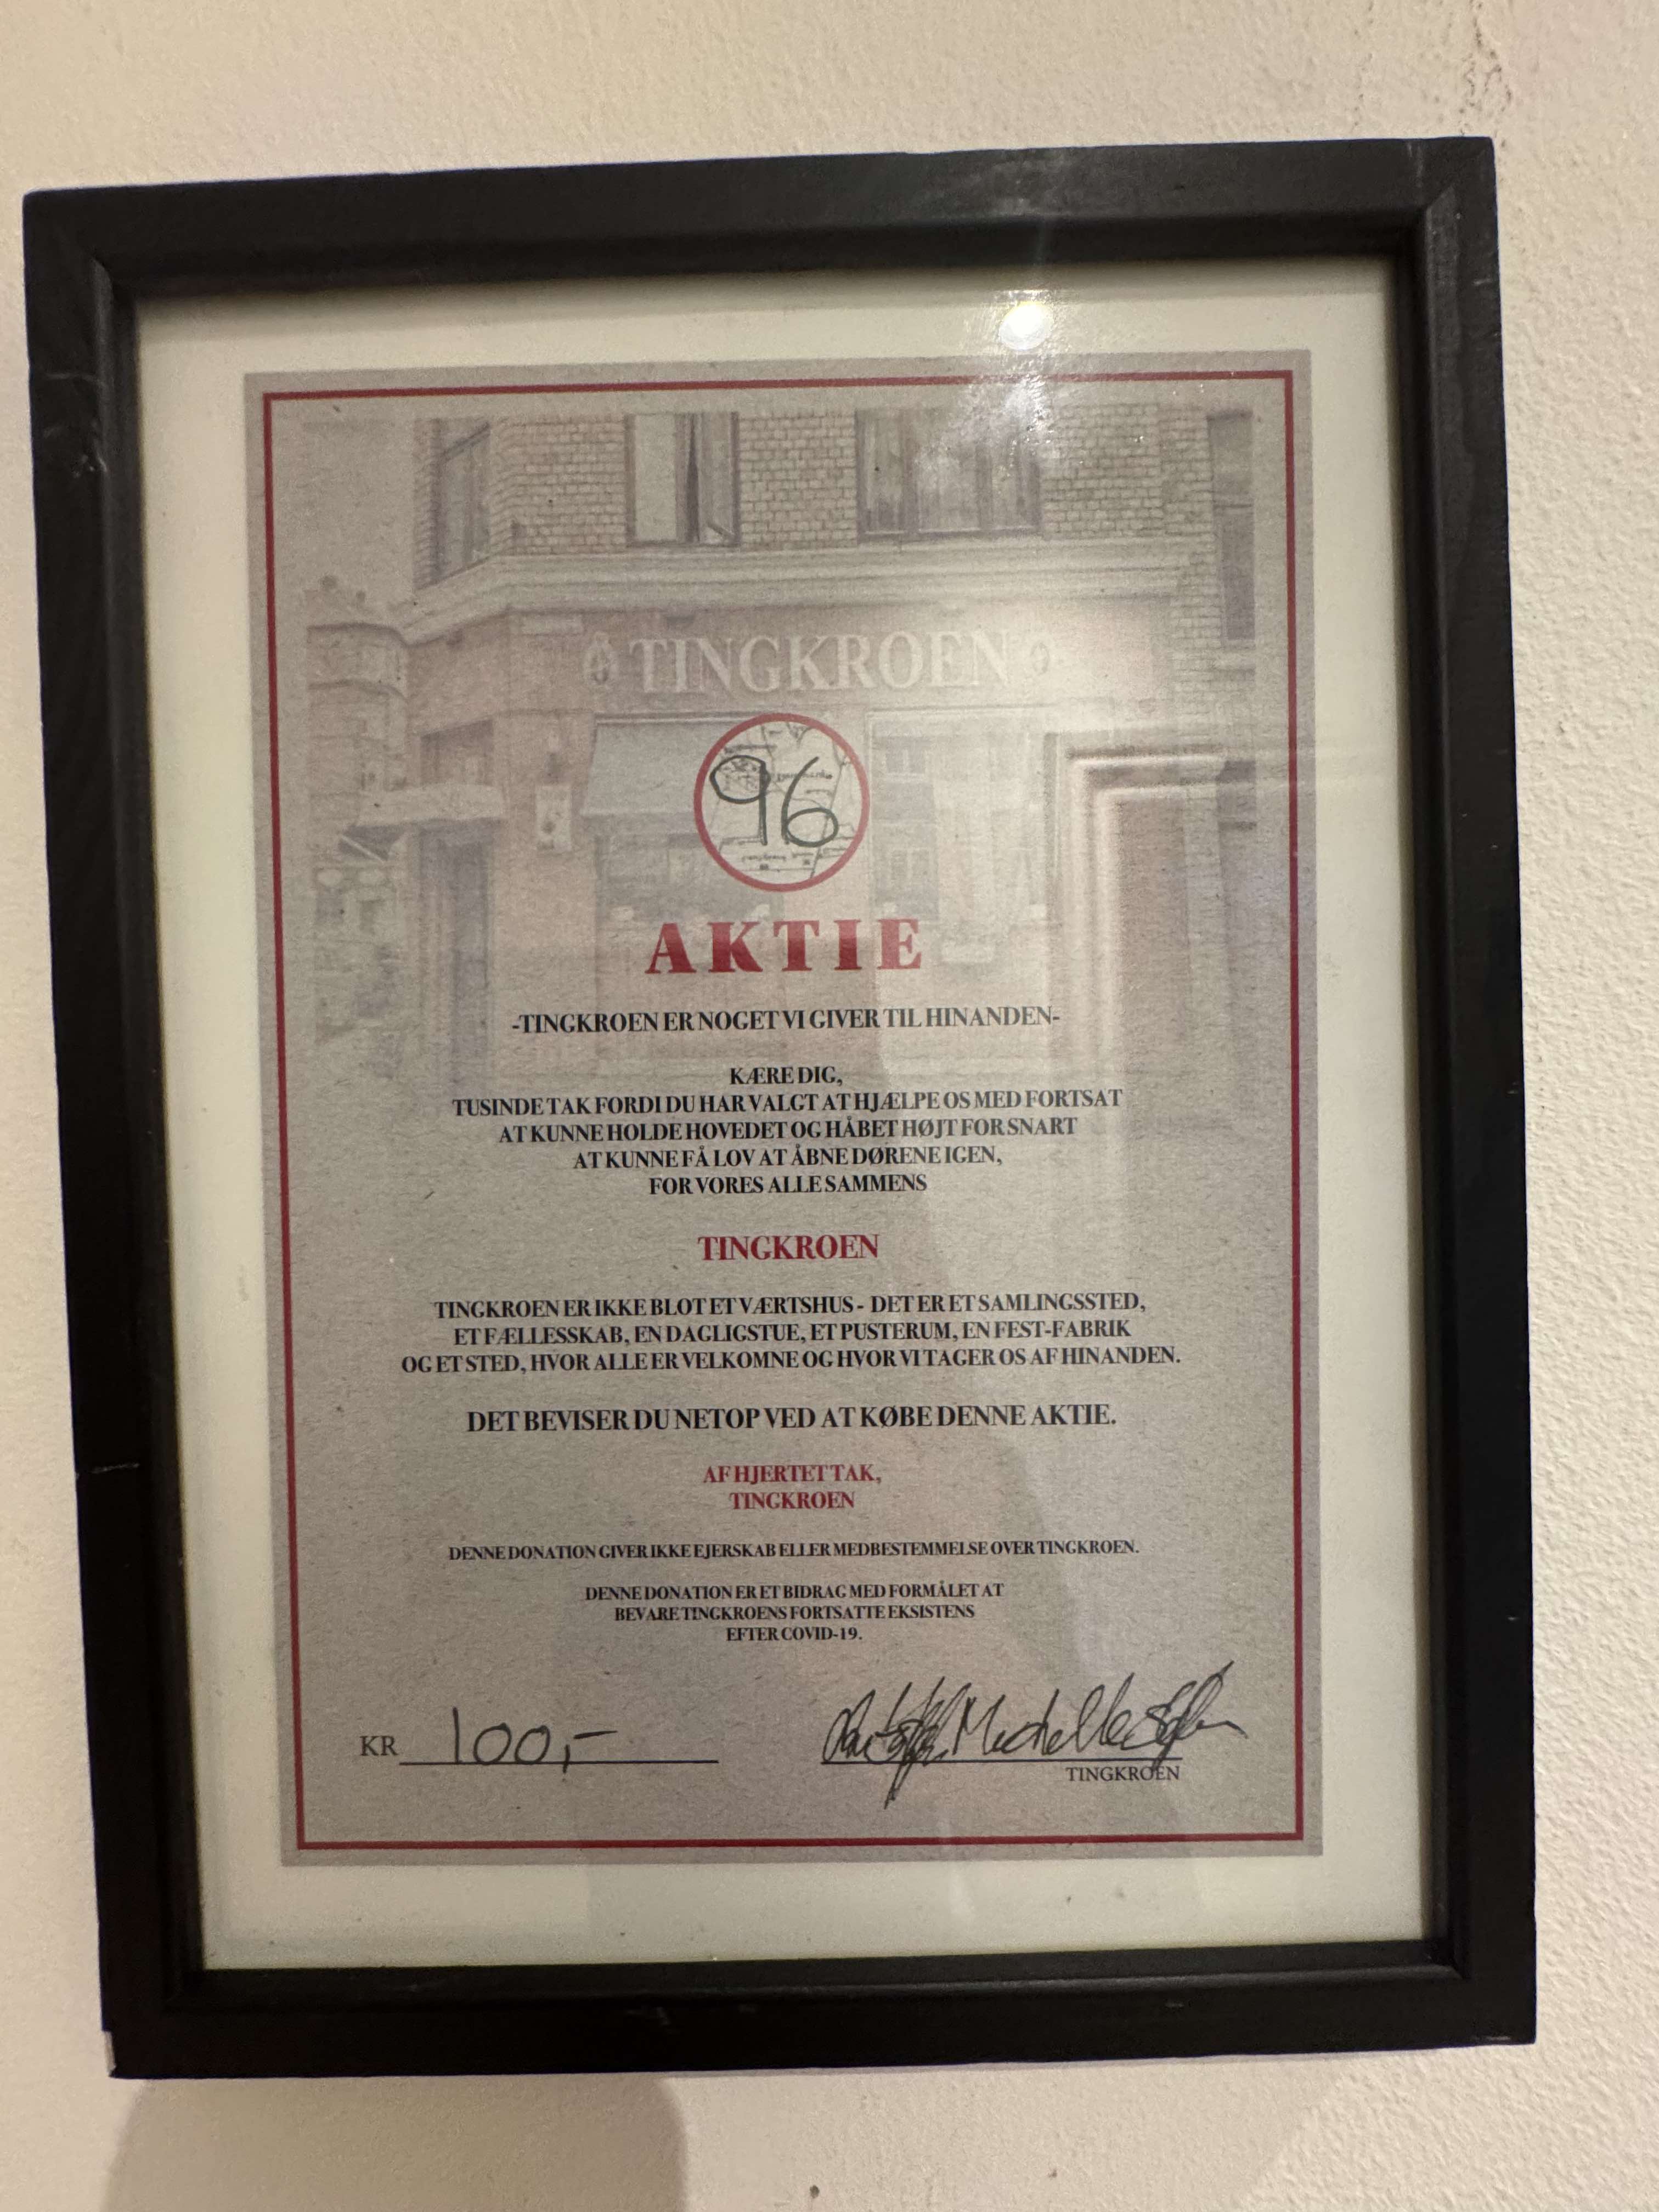 TINGKROEN
96
AKTIE
-TINGKROEN ER NOGET VI GIVER TIL HINANDEN-
KÆRE DIG,
TUSINDE TAK FORDI DU HAR VALGT AT HJÆLPE OS MED FORTSAT
AT KUNNE HOLDE HOVEDET OG HÅBET HØJT FOR SNART
AT KUNNE FÅ LOV AT ÅBNE DØRENE IGEN,
FOR VORES ALLE SAMMENS
TINGKROEN
TINGKROEN ER IKKE BLOT ET VÆRTSHUS - DET ER ET SAMLINGSSTED,
ET FÆLLESSKAB, EN DAGLIGSTUE, ET PUSTERUM, EN FEST-FABRIK
OG ET STED, HVOR ALLE ER VELKOMNE OG HVOR VI TAGER OS AF HINANDEN.
DET BEVISER DU NETOP VED AT KØBE DENNE AKTIE.
AF HJERTET TAK,
TINGKROEN
DENNE DONATION GIVER IKKE EJERSKAB ELLER MEDBESTEMMELSE OVER TINGKROEN.
DENNE DONATION ER ET BIDRAG MED FORMÅLET AT
BEVARE TINGKROENS FORTSATTE EKSISTENS
EFTER COVID-19.
KR 100,-
TINGKROEN